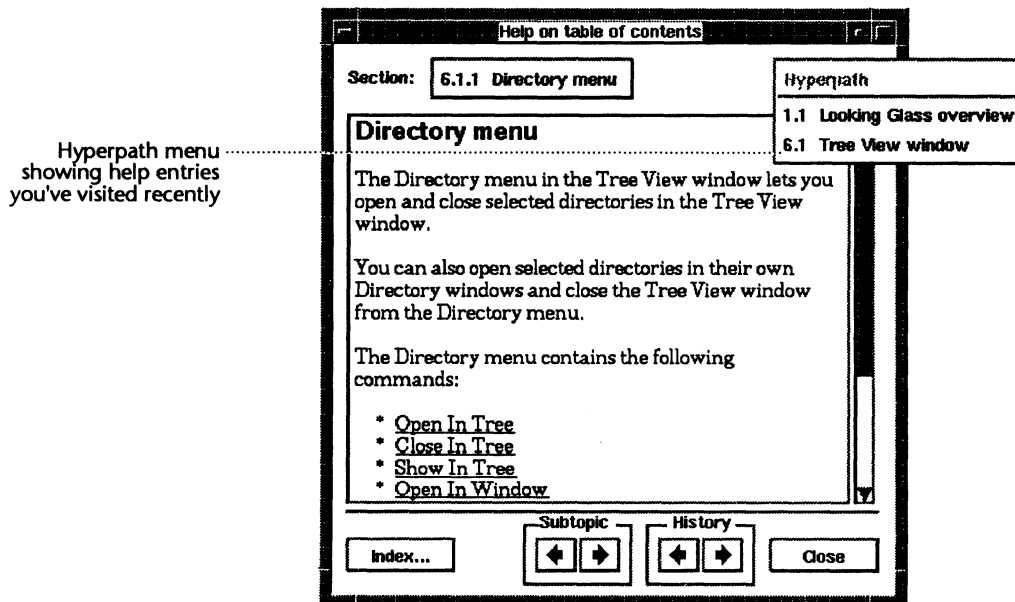 Help on table of contents
Section: 6.1.1 Directory menu
Hyperpath
1.1 Looking Glass overview
6.1 Tree View window
Hyperpath menu
showing help entries
you've visited recently
Directory menu
The Directory menu in the Tree View window lets you
open and close selected directories in the Tree View
window.
You can also open selected directories in their own
Directory windows and close the Tree View window
from the Directory menu.
The Directory menu contains the following
commands:
* Open In Tree
* Close In Tree
* Show In Tree
* Open In Window
Subtopic
History
Index...
Close